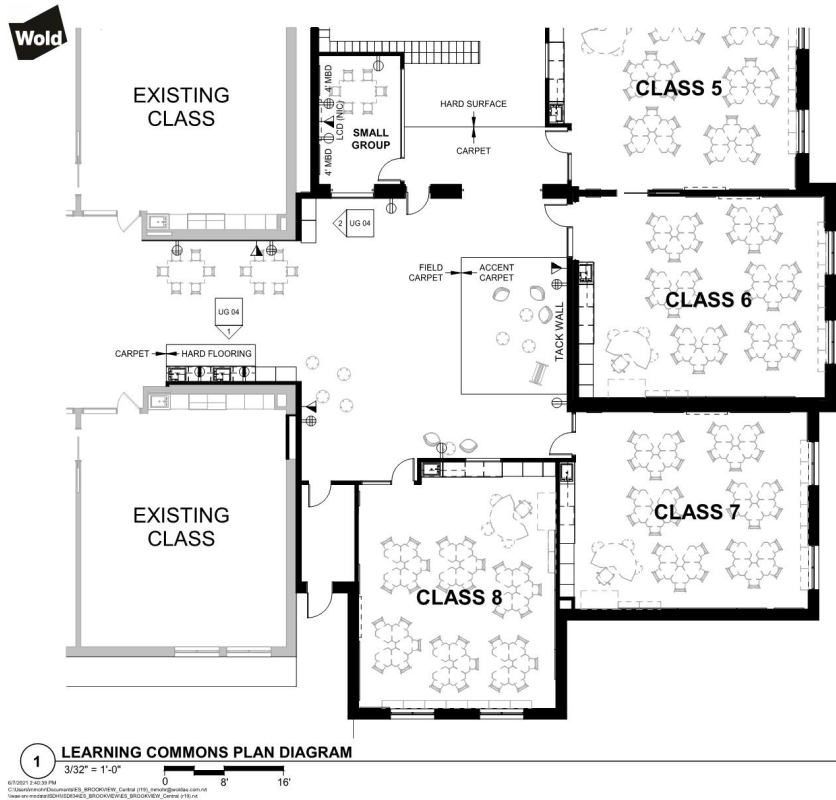 Wold
EXISTING
CLASS
4' MBD
LCD (NIC)
4' MBD
SMALL
GROUP
HARD SURFACE
CARPET
CLASS 5
2
UG 04
FIELD
CARPET
ACCENT
CARPET
TACK WALL
CLASS 6
UG 04
1
CARPET
HARD FLOORING
EXISTING
CLASS
CLASS 7
CLASS 8
1
LEARNING COMMONS PLAN DIAGRAM
3/32" = 1'-0"
0
8'
16'
6/7/2021 2:40:39 PM